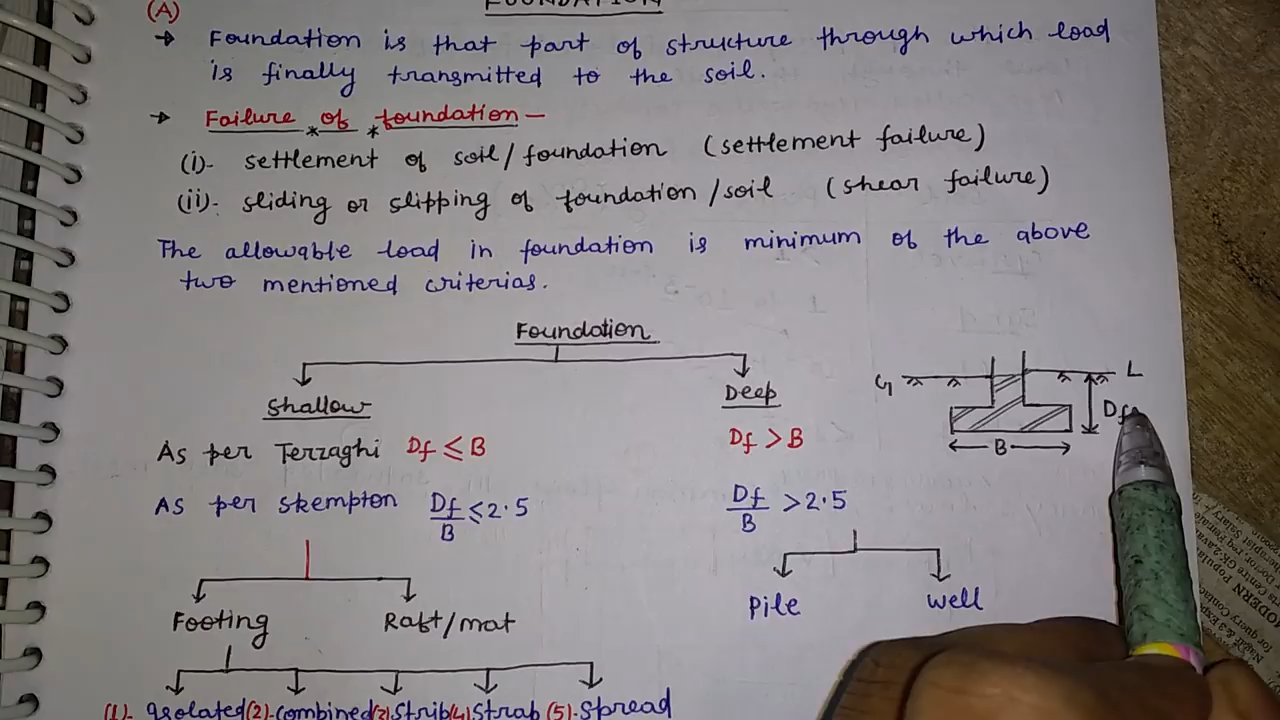 FOUNDATION
(A)
→ Foundation is that part of structure through which load
is finally transmitted to the soil.
→ Failure of foundation -
(i)- settlement of soil/foundation (settlement failure)
(ii)- sliding or slipping of foundation/soil (shear failure)
The allowable load in foundation is minimum of the above
two mentioned criterias.
Foundation
Shallow
Deep
G L
Df
B
As per Terzaghi Df ≤ B
Df > B
As per skempton Df/B ≤ 2.5
Df/B > 2.5
Footing
Raft/mat
Pile
well
(1)- isolated (2)- combined (3) strip (4) strap (5)- spread
MODERN